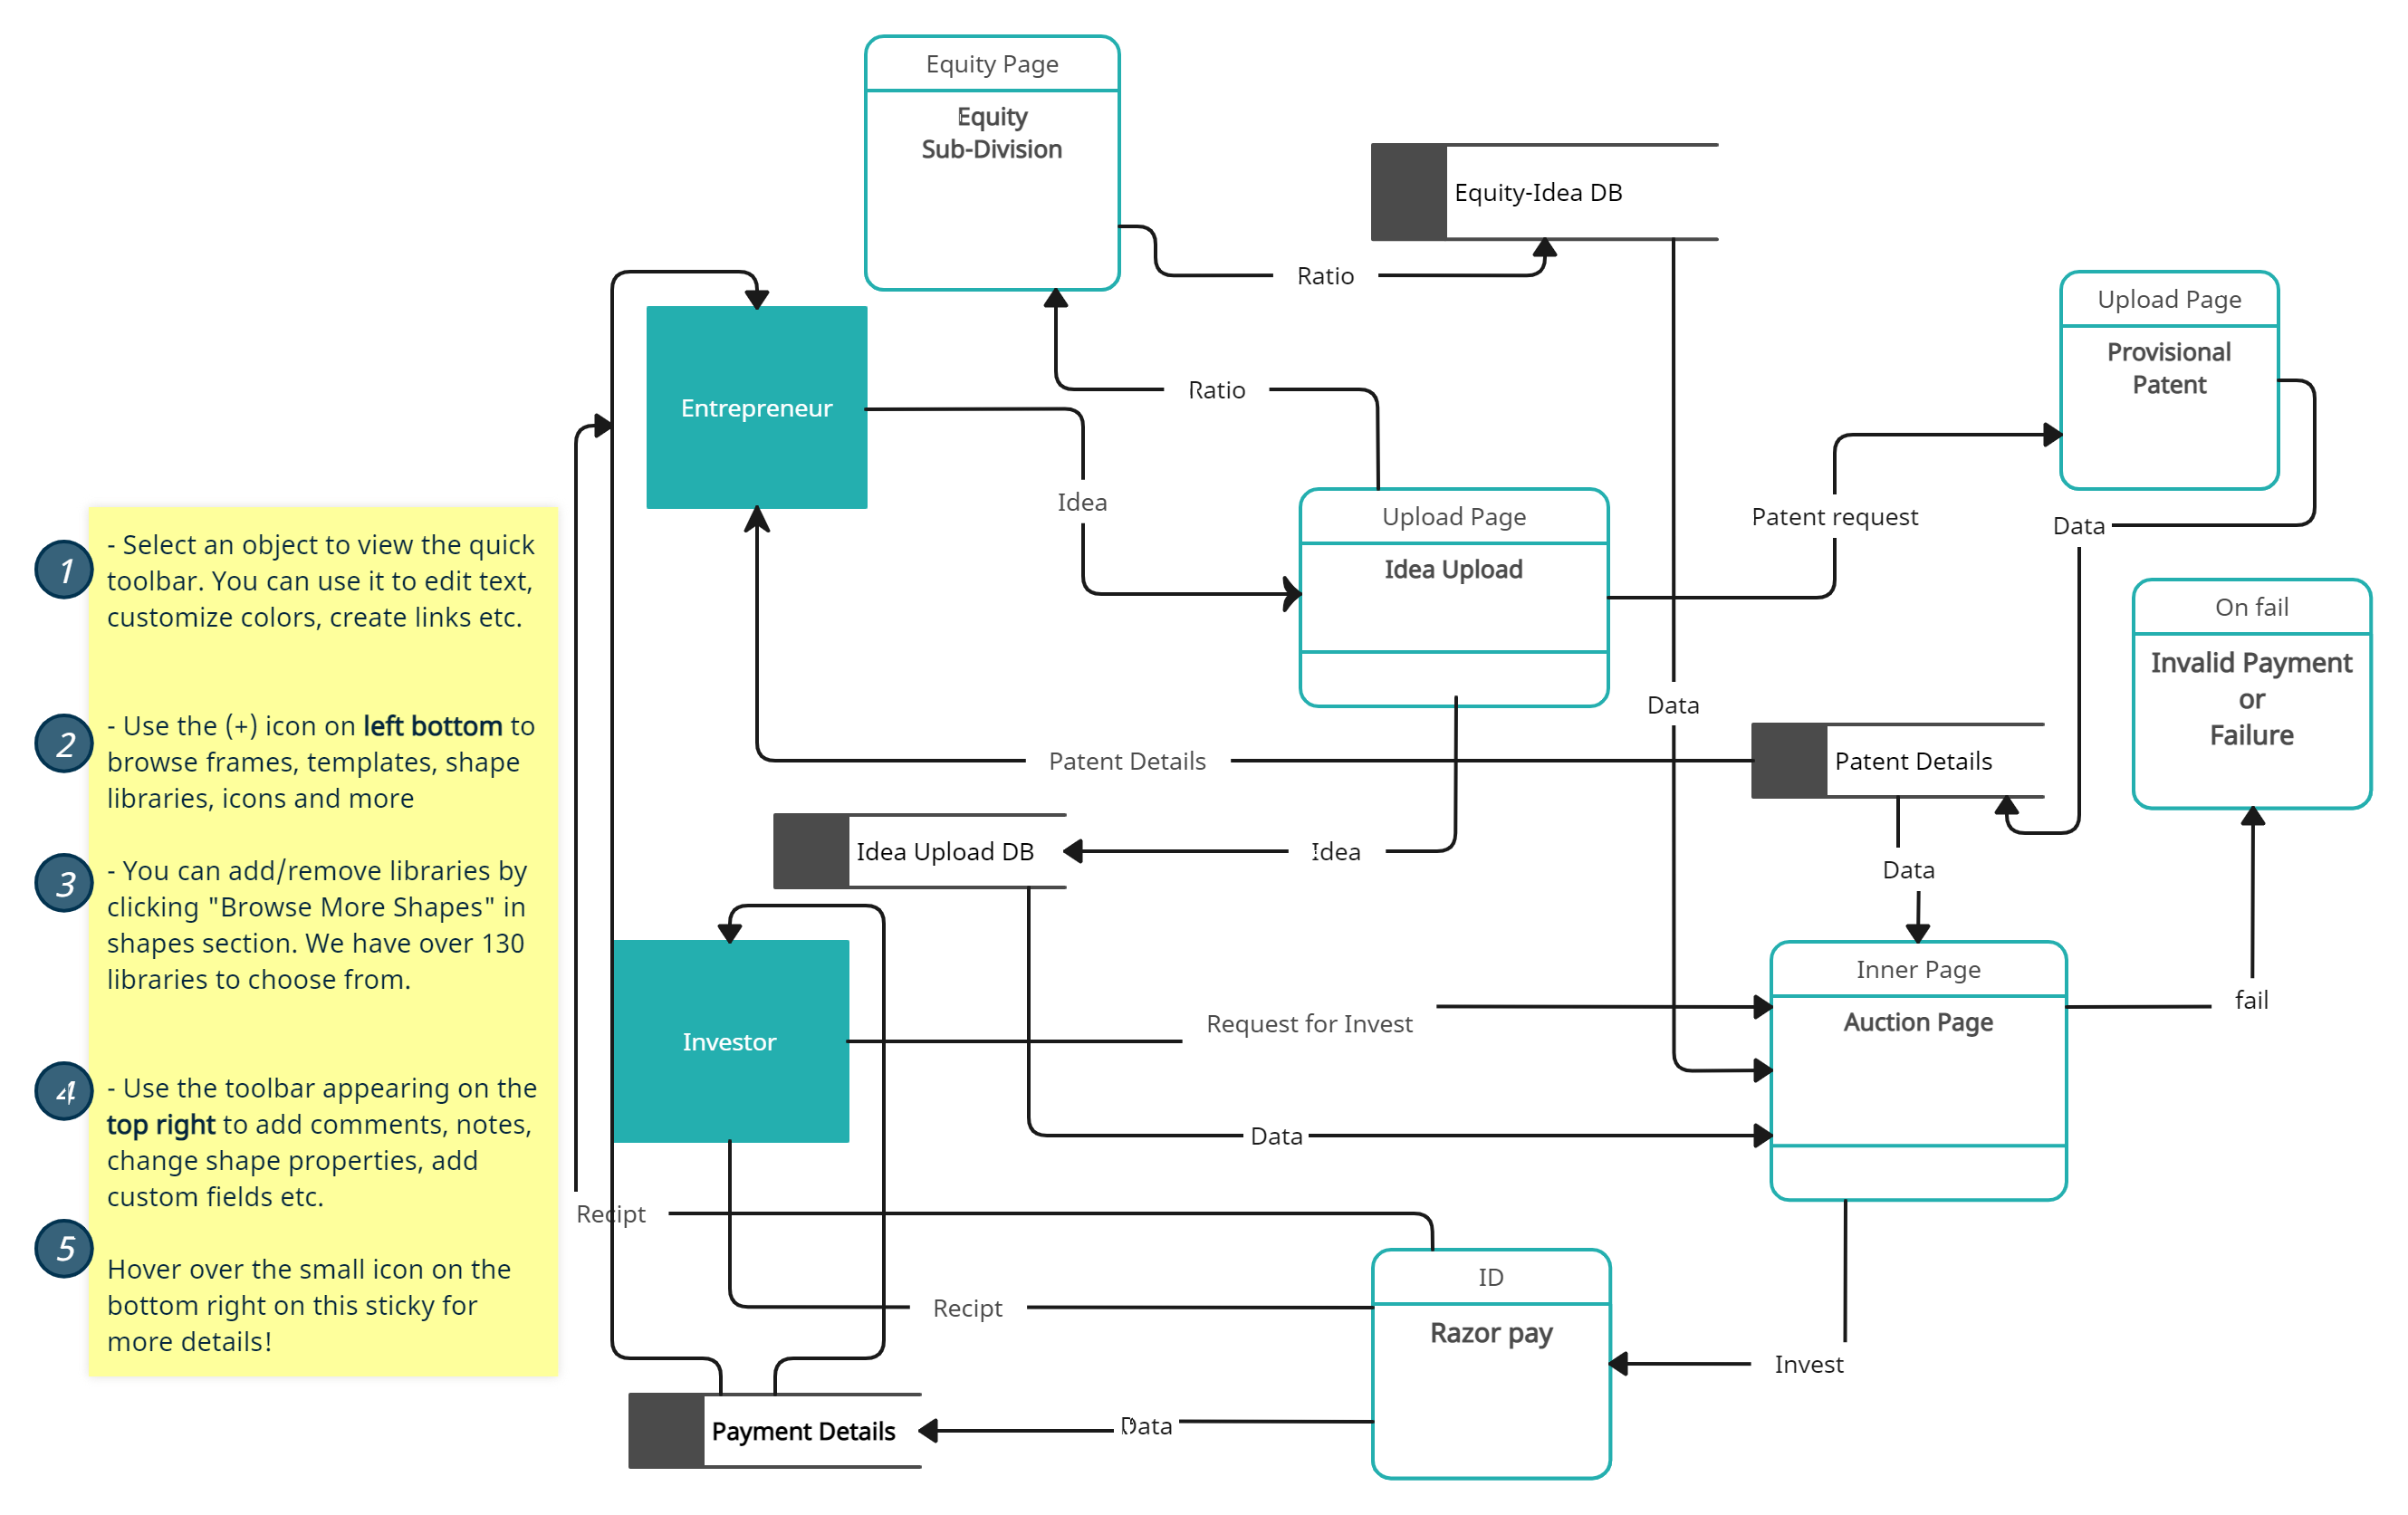 Equity Page
Equity
Sub-Division
Equity-Idea DB
Ratio
Upload Page
Provisional
Patent
Ratio
Entrepreneur
Idea
Upload Page
Idea Upload
Patent request
Data
On fail
Invalid Payment
or
Failure
Data
Patent Details
Patent Details
Idea Upload DB
Idea
Data
Inner Page
Auction Page
fail
Request for Invest
Investor
Data
Recipt
ID
Razor pay
Recipt
Invest
Data
Payment Details
1
- Select an object to view the quick
toolbar. You can use it to edit text,
customize colors, create links etc.
2
- Use the (+) icon on left bottom to
browse frames, templates, shape
libraries, icons and more
3
- You can add/remove libraries by
clicking "Browse More Shapes" in
shapes section. We have over 130
libraries to choose from.
4
- Use the toolbar appearing on the
top right to add comments, notes,
change shape properties, add
custom fields etc.
5
Hover over the small icon on the
bottom right on this sticky for
more details!